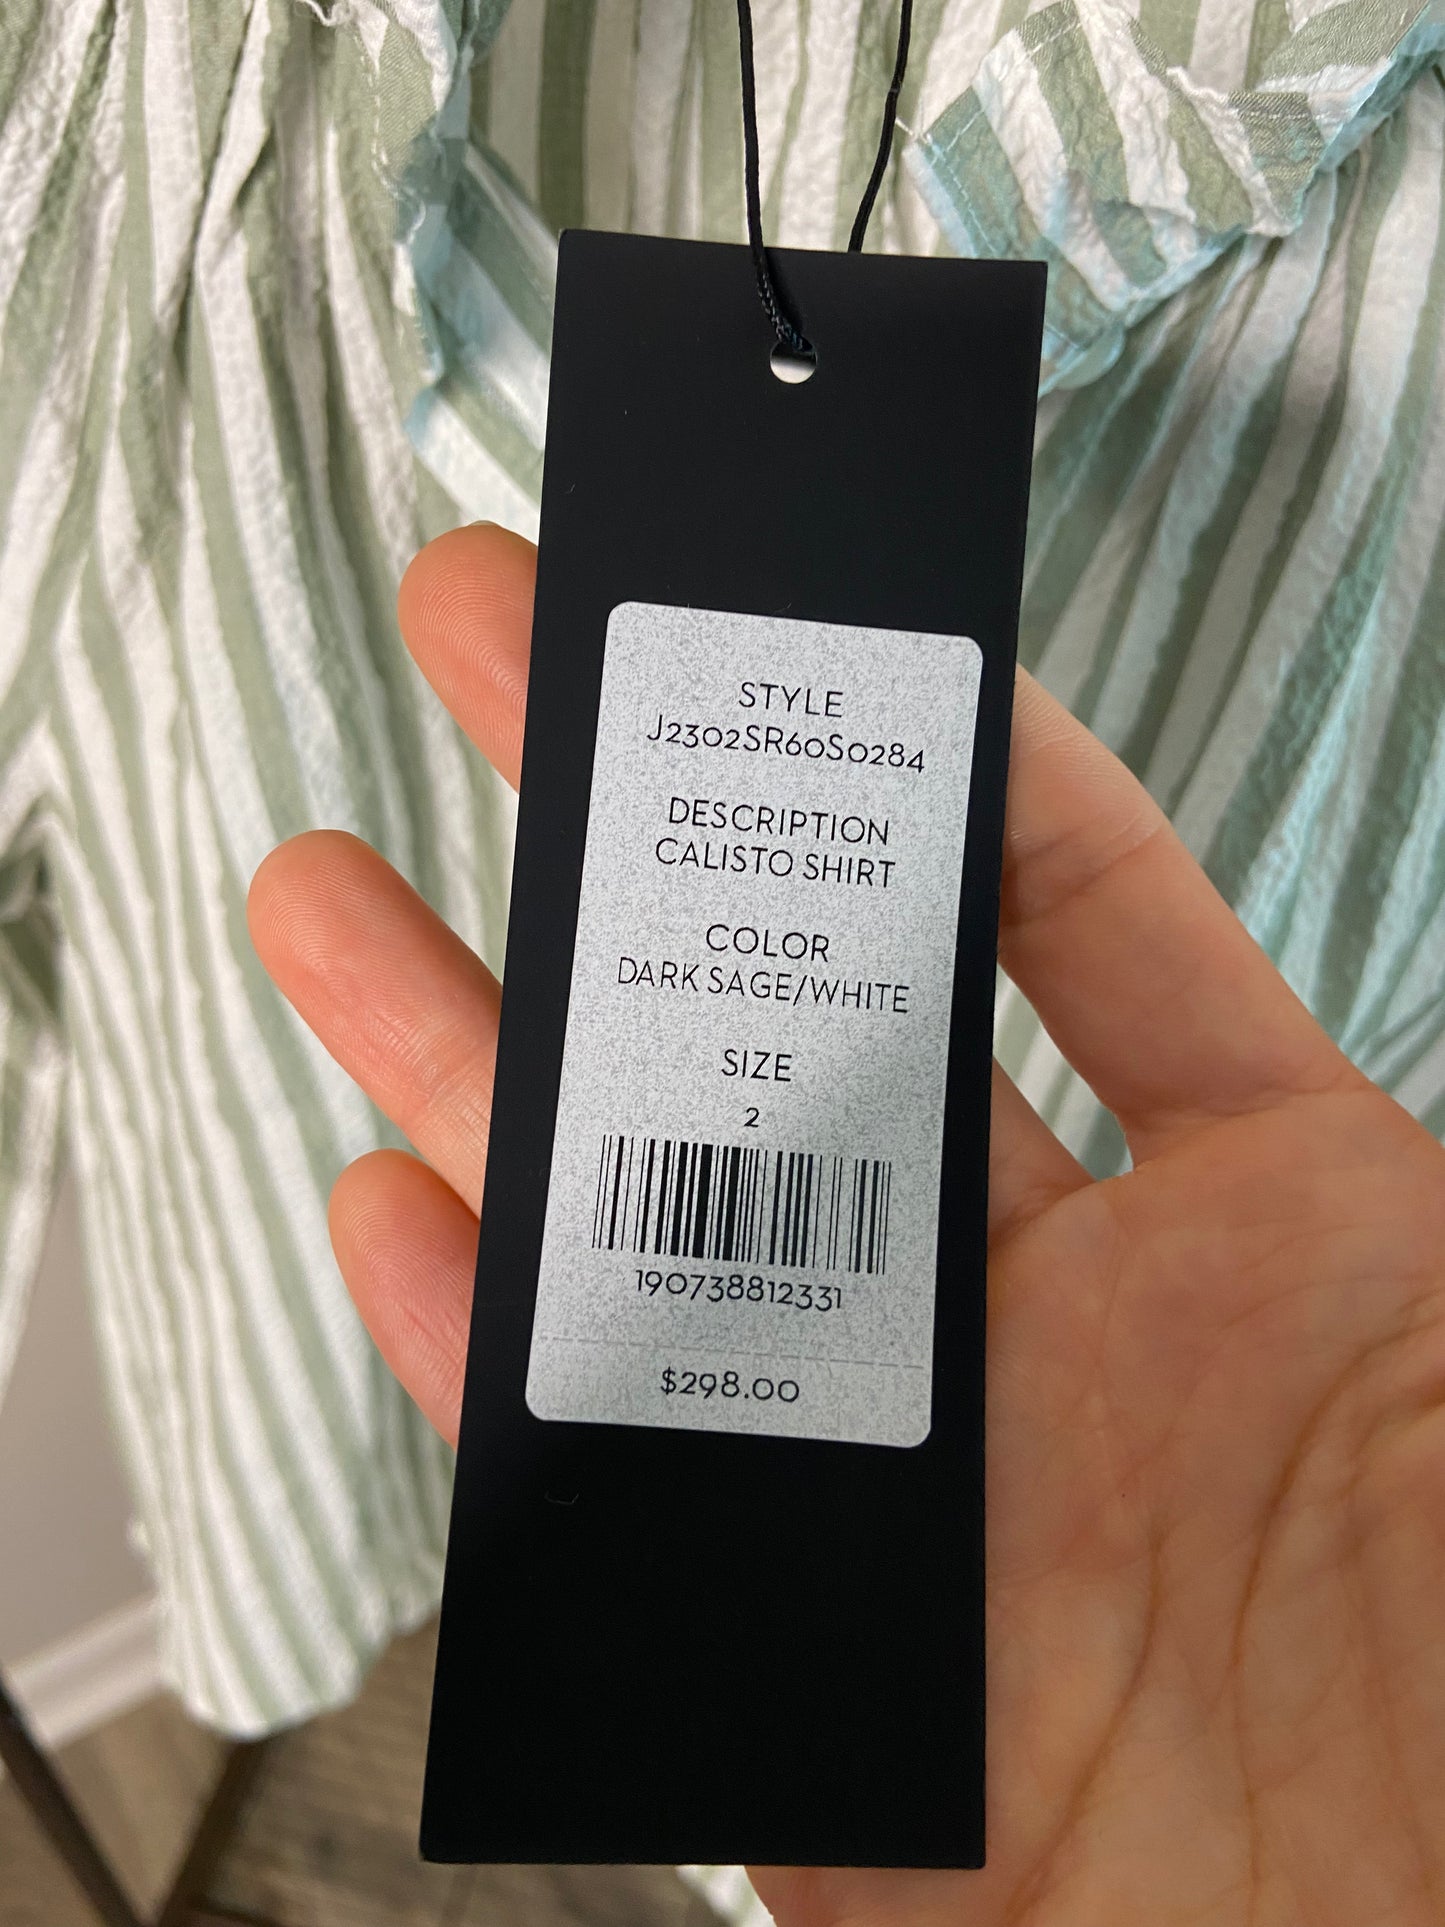 STYLE
J2302SR60S0284
DESCRIPTION
CALISTO SHIRT
COLOR
DARK SAGE/WHITE
SIZE
2
190738812331
$298.00